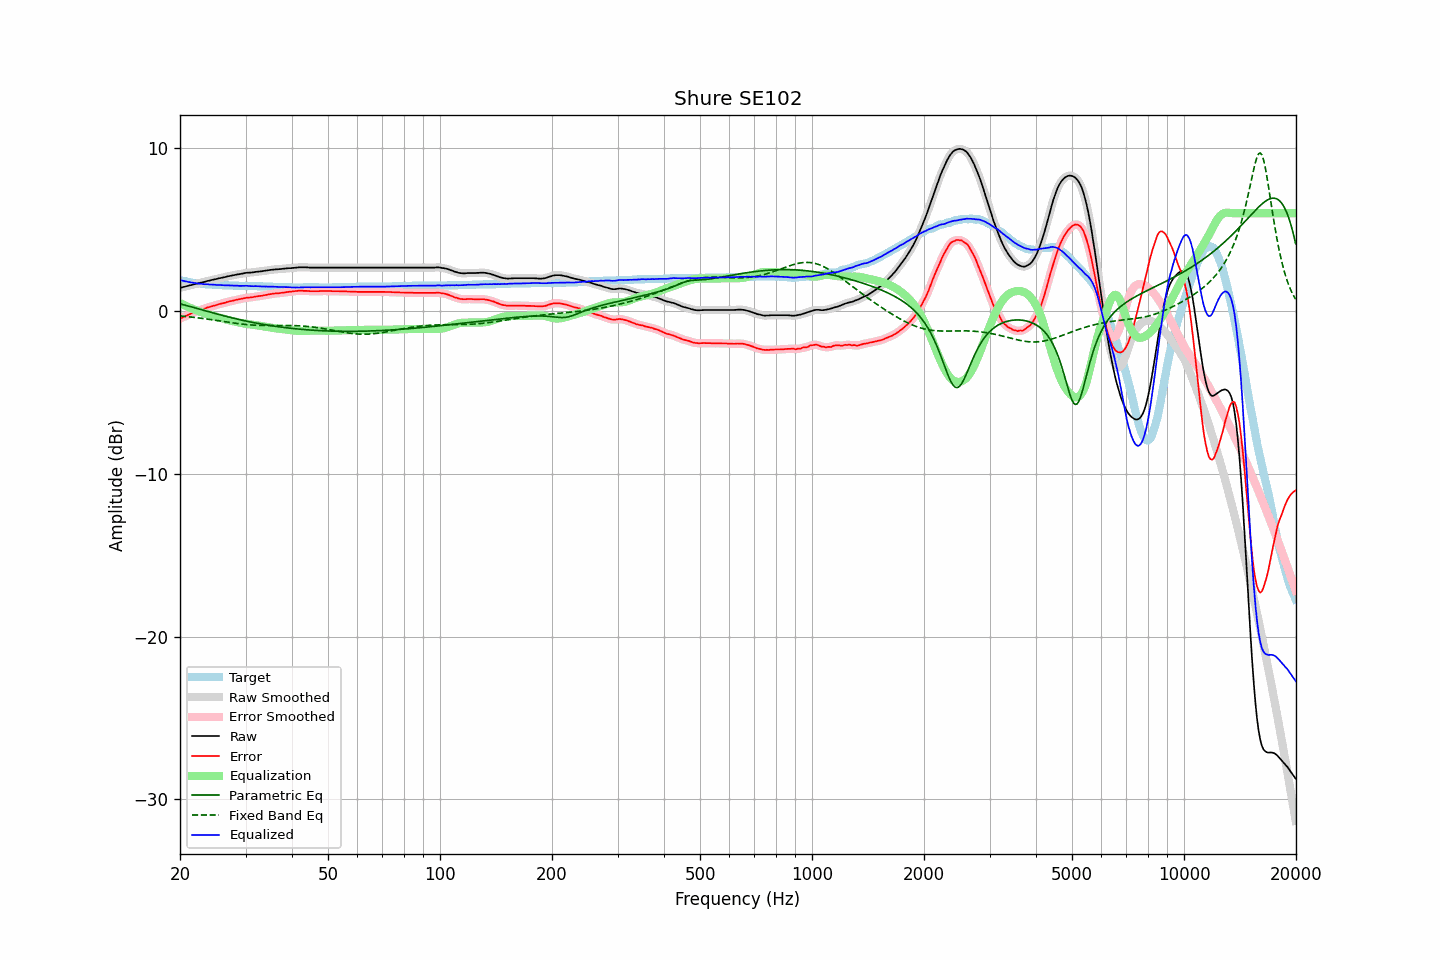 Shure SE102
Amplitude (dBr)
10
0
−10
−20
−30
Target
Raw Smoothed
Error Smoothed
Raw
Error
Equalization
Parametric Eq
Fixed Band Eq
Equalized
20 50 100 200 500 1000 2000 5000 10000 20000
Frequency (Hz)